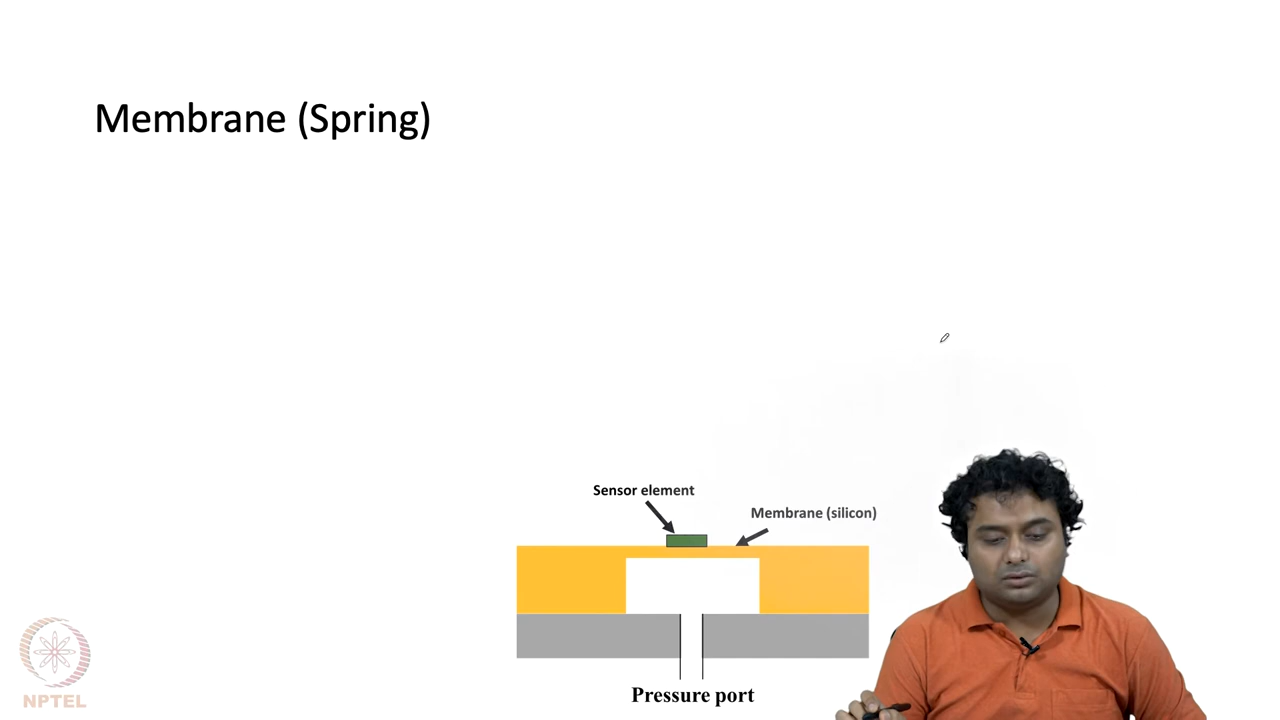 Membrane (Spring)
Sensor element
Membrane (silicon)
Pressure port
NPTEL